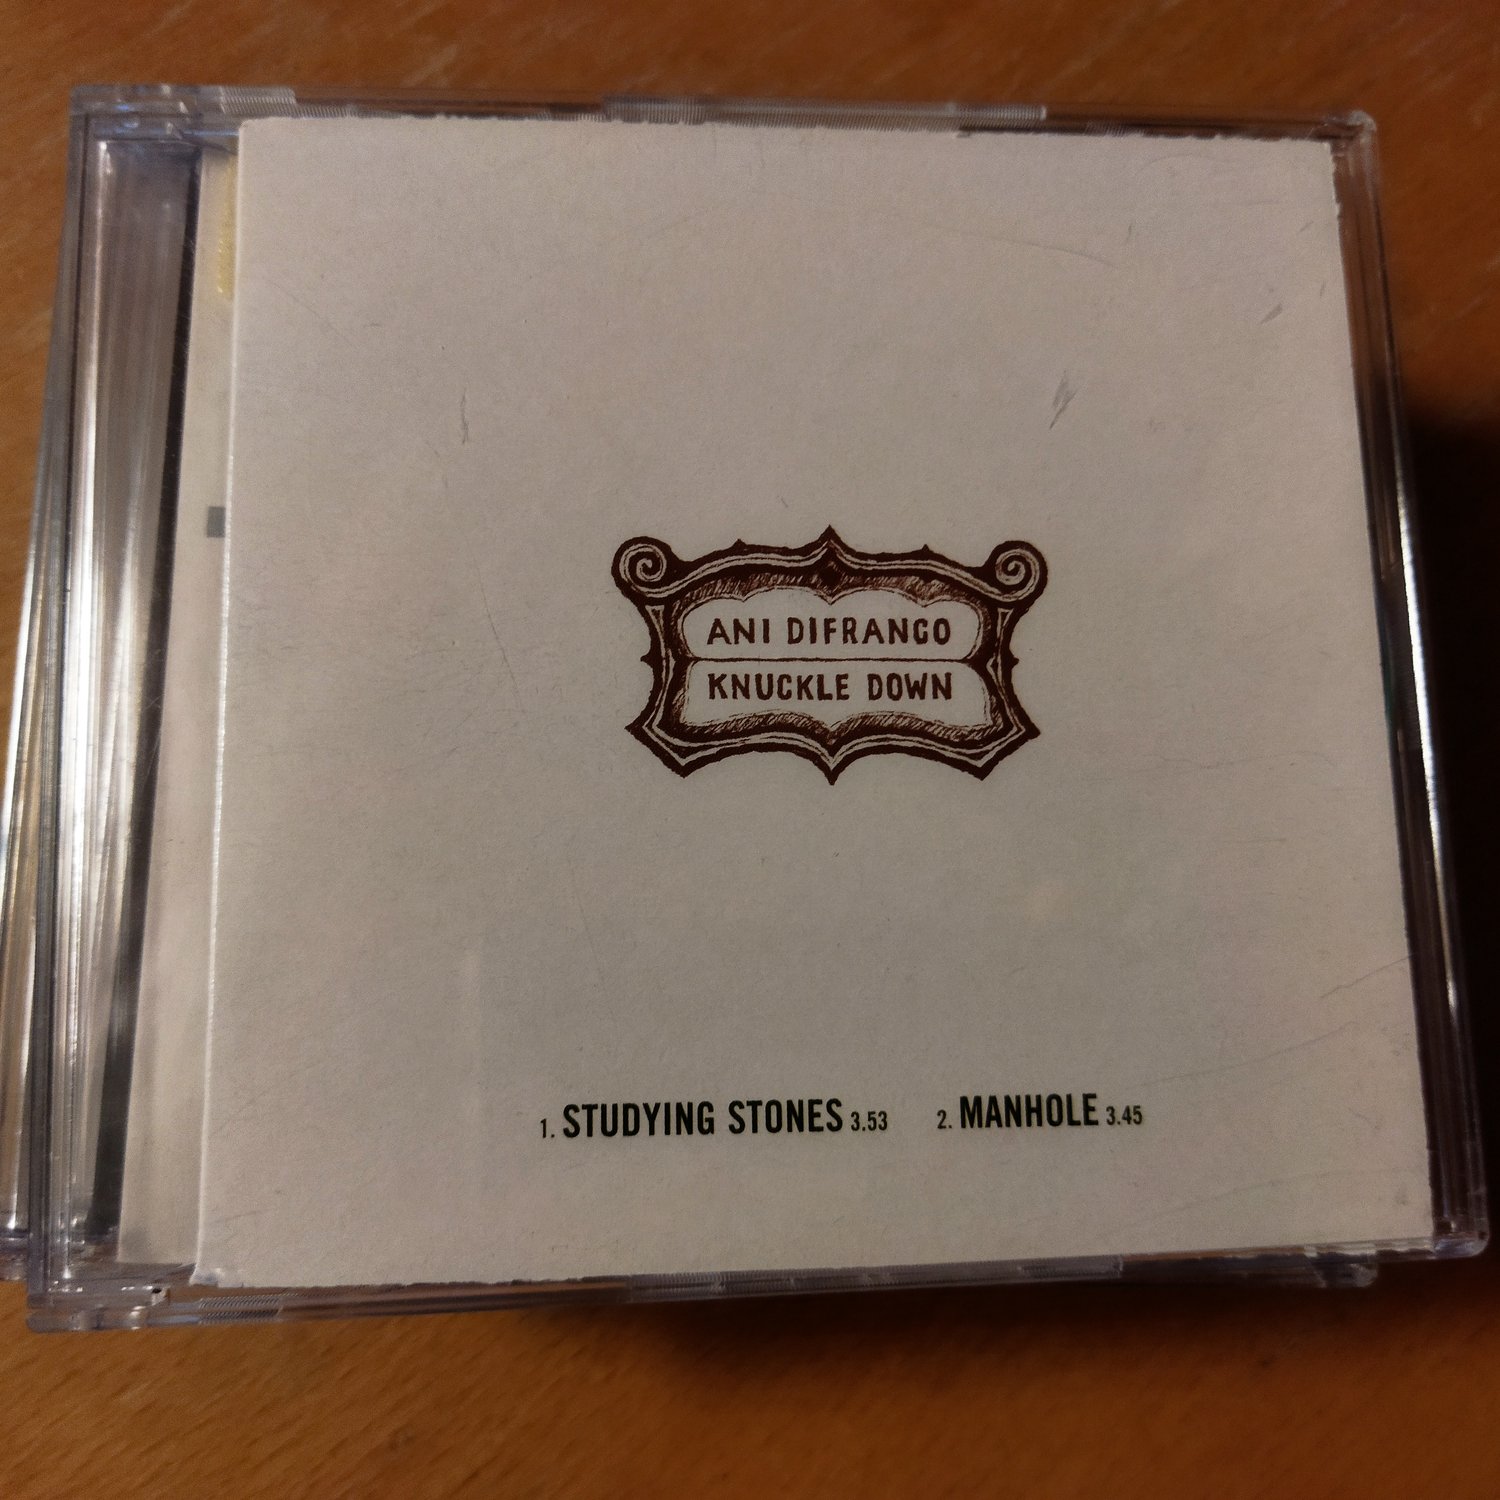 ANI DIFRANCO
KNUCKLE DOWN
1. STUDYING STONES 3.53 2. MANHOLE 3.45